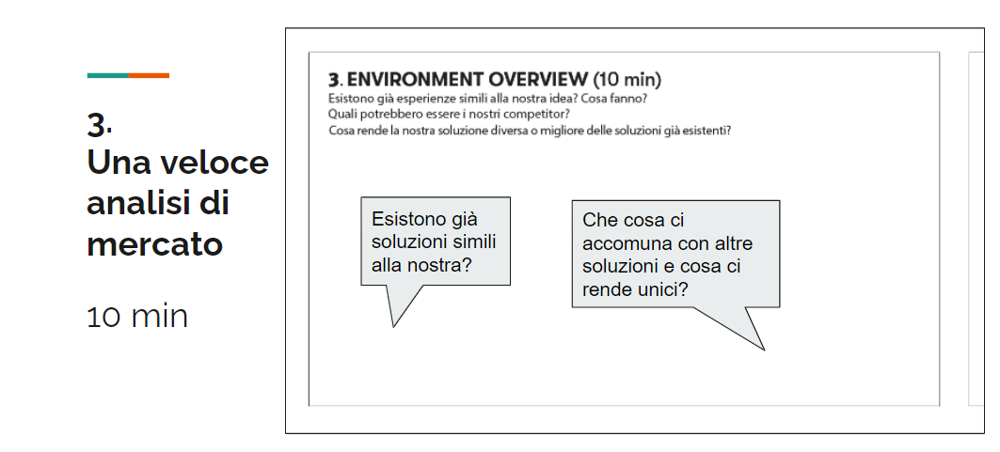 3.
Una veloce
analisi di
mercato
10 min
3. ENVIRONMENT OVERVIEW (10 min)
Esistono già esperienze simili alla nostra idea? Cosa fanno?
Quali potrebbero essere i nostri competitor?
Cosa rende la nostra soluzione diversa o migliore delle soluzioni già esistenti?
Esistono già
soluzioni simili
alla nostra?
Che cosa ci
accomuna con altre
soluzioni e cosa ci
rende unici?